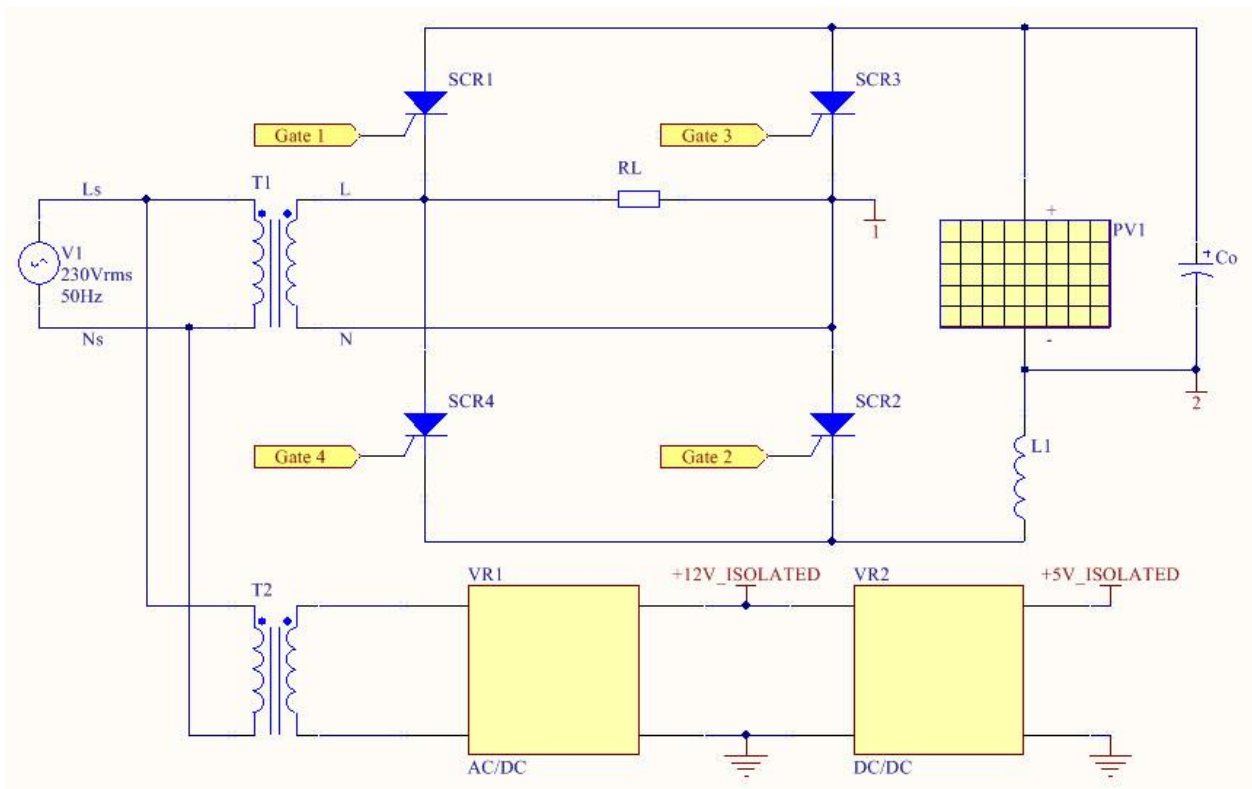 SCR1
SCR3
Gate 1
Gate 3
RL
Ls
T1
L
1
V1
230Vrms
50Hz
+
PV1
+
Co
Ns
N
-
2
SCR4
SCR2
Gate 4
Gate 2
L1
T2
VR1
+12V_ISOLATED
VR2
+5V_ISOLATED
AC/DC
DC/DC